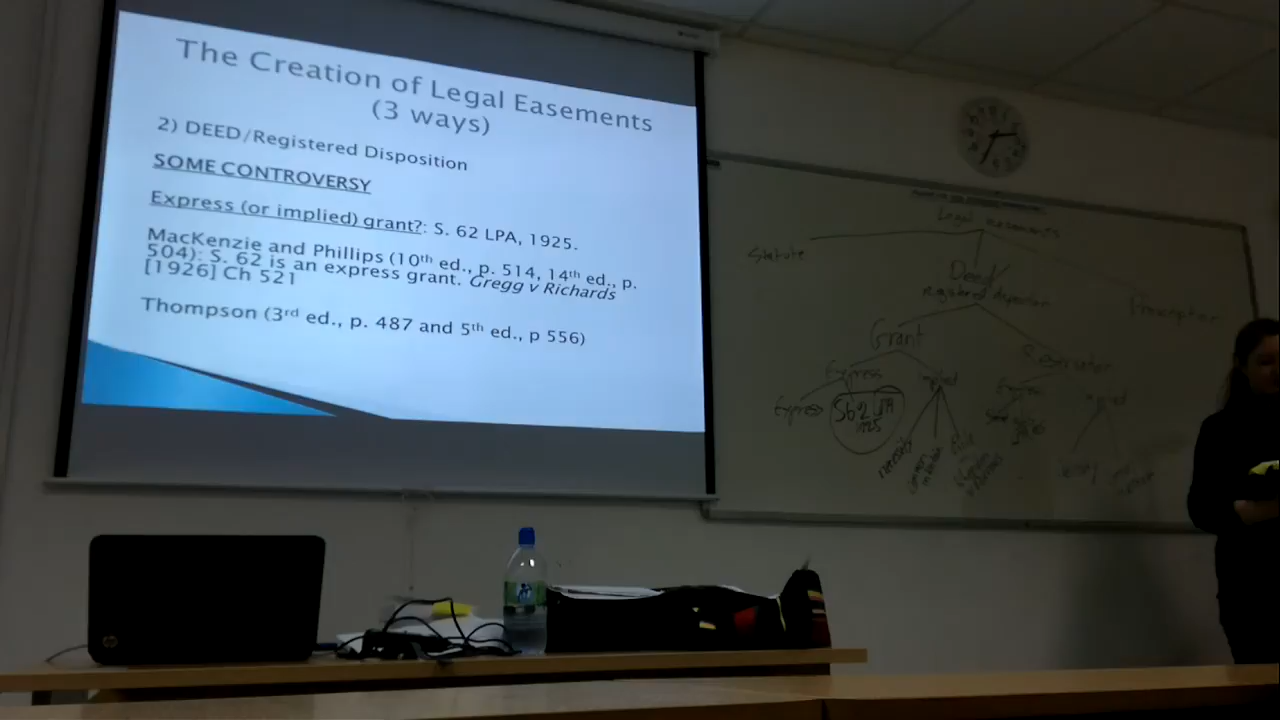 The Creation of Legal Easements
(3 ways)
2) DEED/Registered Disposition
SOME CONTROVERSY
Express (or implied) grant?: S. 62 LPA, 1925.
MacKenzie and Phillips (10th ed., p. 514, 14th ed., p.
504): S. 62 is an express grant. Gregg v Richards
[1926] Ch 521
Thompson (3rd ed., p. 487 and 5th ed., p 556)
Legal easements
Statute
Deed/
Registered disposition
Prescription
Grant
Reservation
Express
implied
Express
S62 LPA
1925
necessity
hp